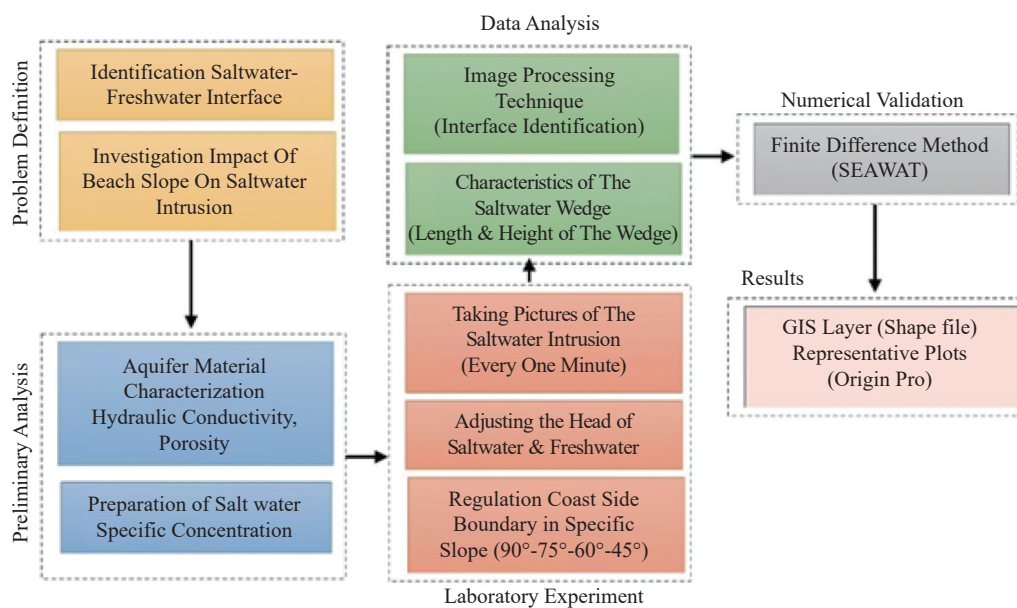 Problem Definition
Identification Saltwater-
Freshwater Interface
Investigation Impact Of
Beach Slope On Saltwater
Intrusion
Preliminary Analysis
Aquifer Material
Characterization
Hydraulic Conductivity,
Porosity
Preparation of Salt water
Specific Concentration
Taking Pictures of The
Saltwater Intrusion
(Every One Minute)
Adjusting the Head of
Saltwater & Freshwater
Regulation Coast Side
Boundary in Specific
Slope (90°-75°-60°-45°)
Laboratory Experiment
Data Analysis
Image Processing
Technique
(Interface Identification)
Characteristics of The
Saltwater Wedge
(Length & Height of The Wedge)
Numerical Validation
Finite Difference Method
(SEAWAT)
Results
GIS Layer (Shape file)
Representative Plots
(Origin Pro)